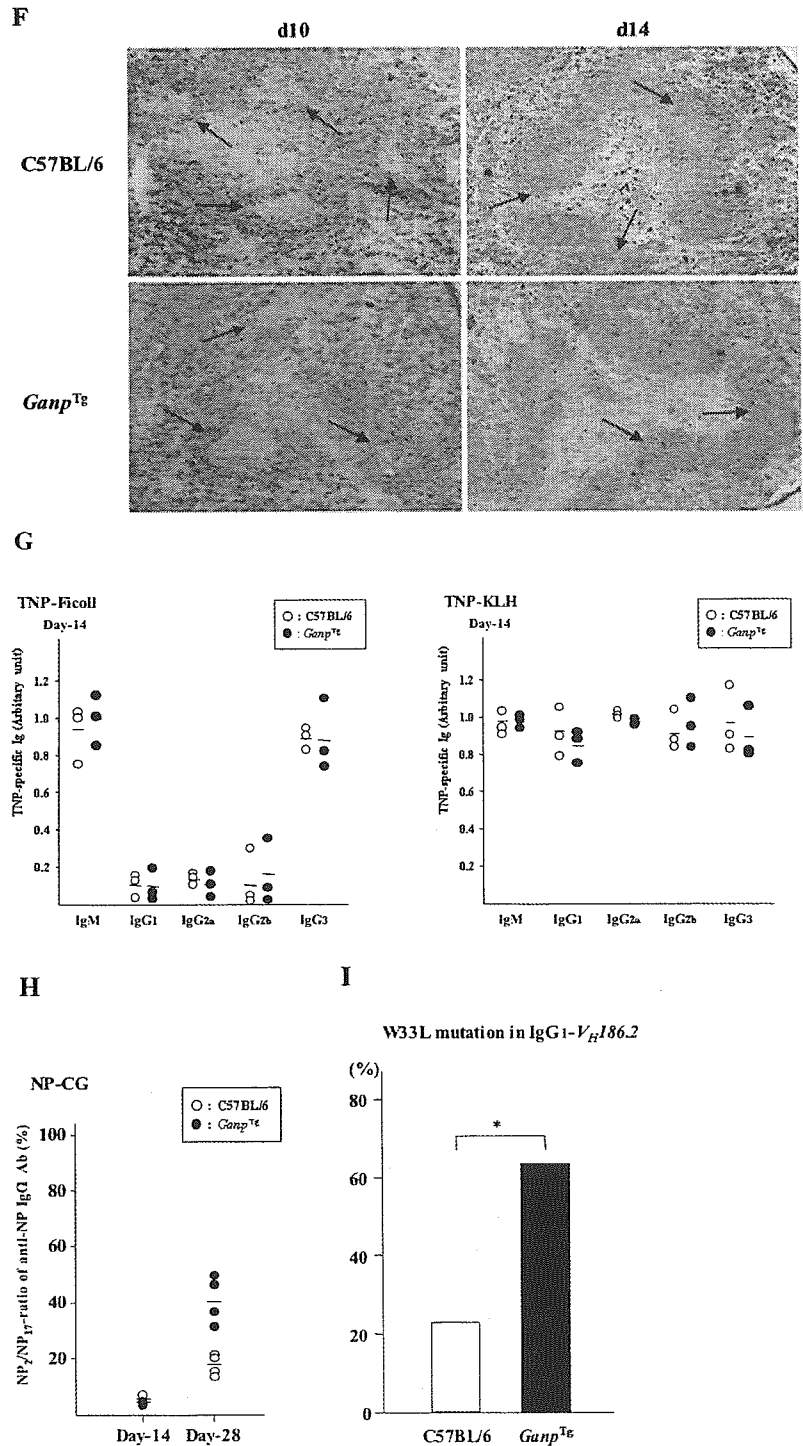 F
d10 d14
C57BL/6
Ganp^Tg
G
TNP-Ficoll
Day-14
○ : C57BL/6
● : Ganp^Tg
TNP-specific Ig (Arbitary unit)
1.2
1.0
0.8
0.6
0.4
0.2
IgM IgG1 IgG2a IgG2b IgG3
TNP-KLH
Day-14
○ : C57BL/6
● : Ganp^Tg
TNP-specific Ig (Arbitary unit)
1.2
1.0
0.8
0.6
0.4
0.2
IgM IgG1 IgG2a IgG2b IgG3
H
NP-CG
○ : C57BL/6
● : Ganp^Tg
NP2/NP17-ratio of anti-NP IgG1 Ab (%)
100
80
60
40
20
Day-14 Day-28
I
W33L mutation in IgG1-VH186.2
(%)
80
60
40
20
0
*
C57BL/6 Ganp^Tg